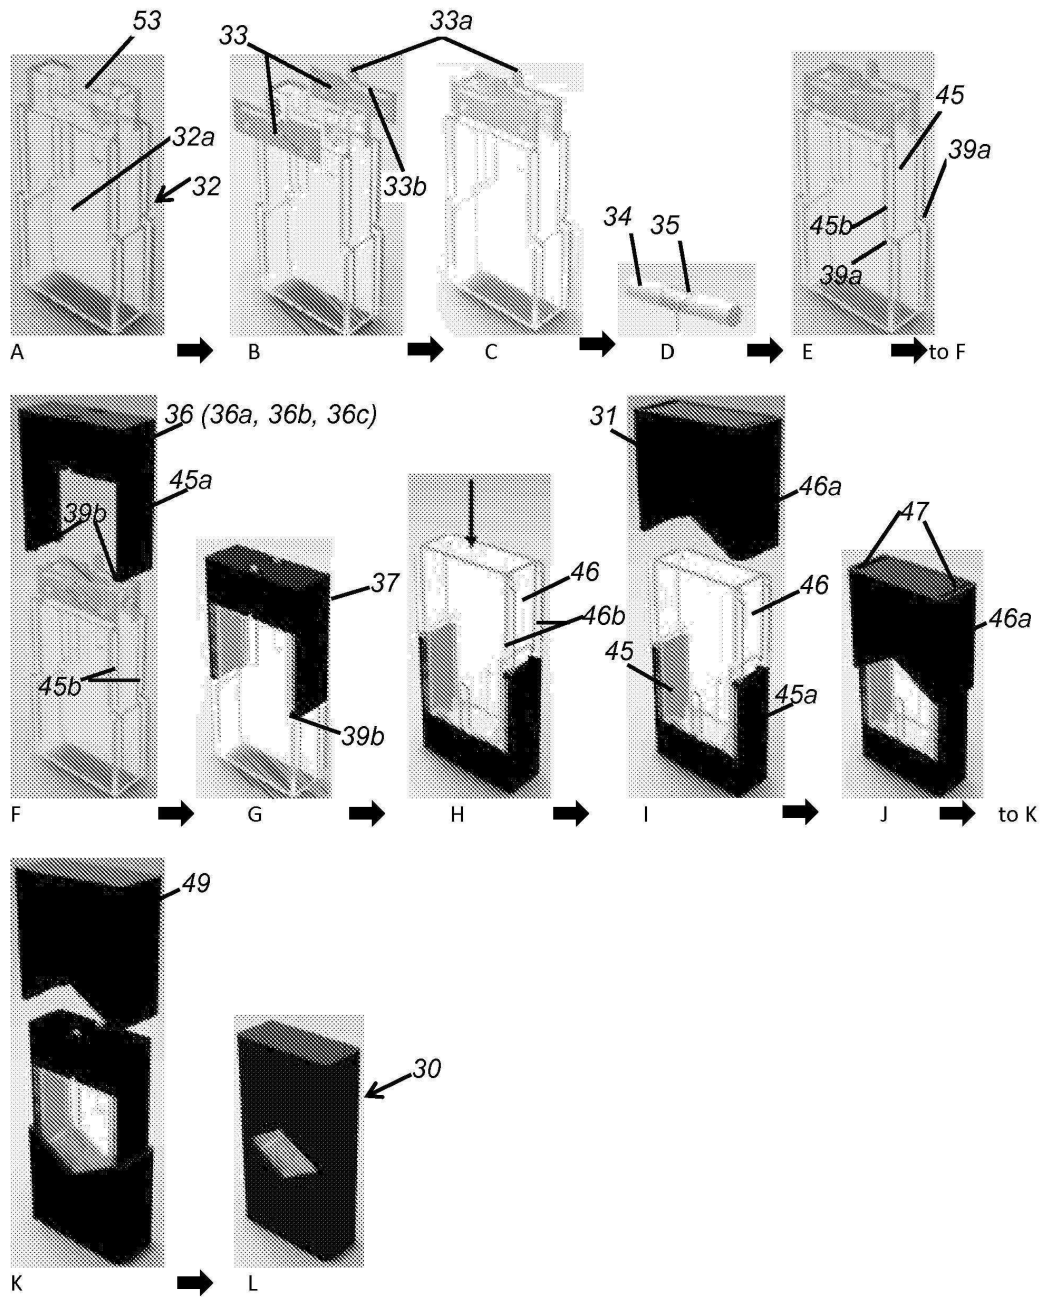 53 33 33a
32a 32 33b 34 35 45 39a 45b 39a
A B C D E to F
36 (36a, 36b, 36c) 31
45a 39b 46a 47
37 46 46b 46 46a
45b 39b 45 45a
F G H I J to K
49
30
K L